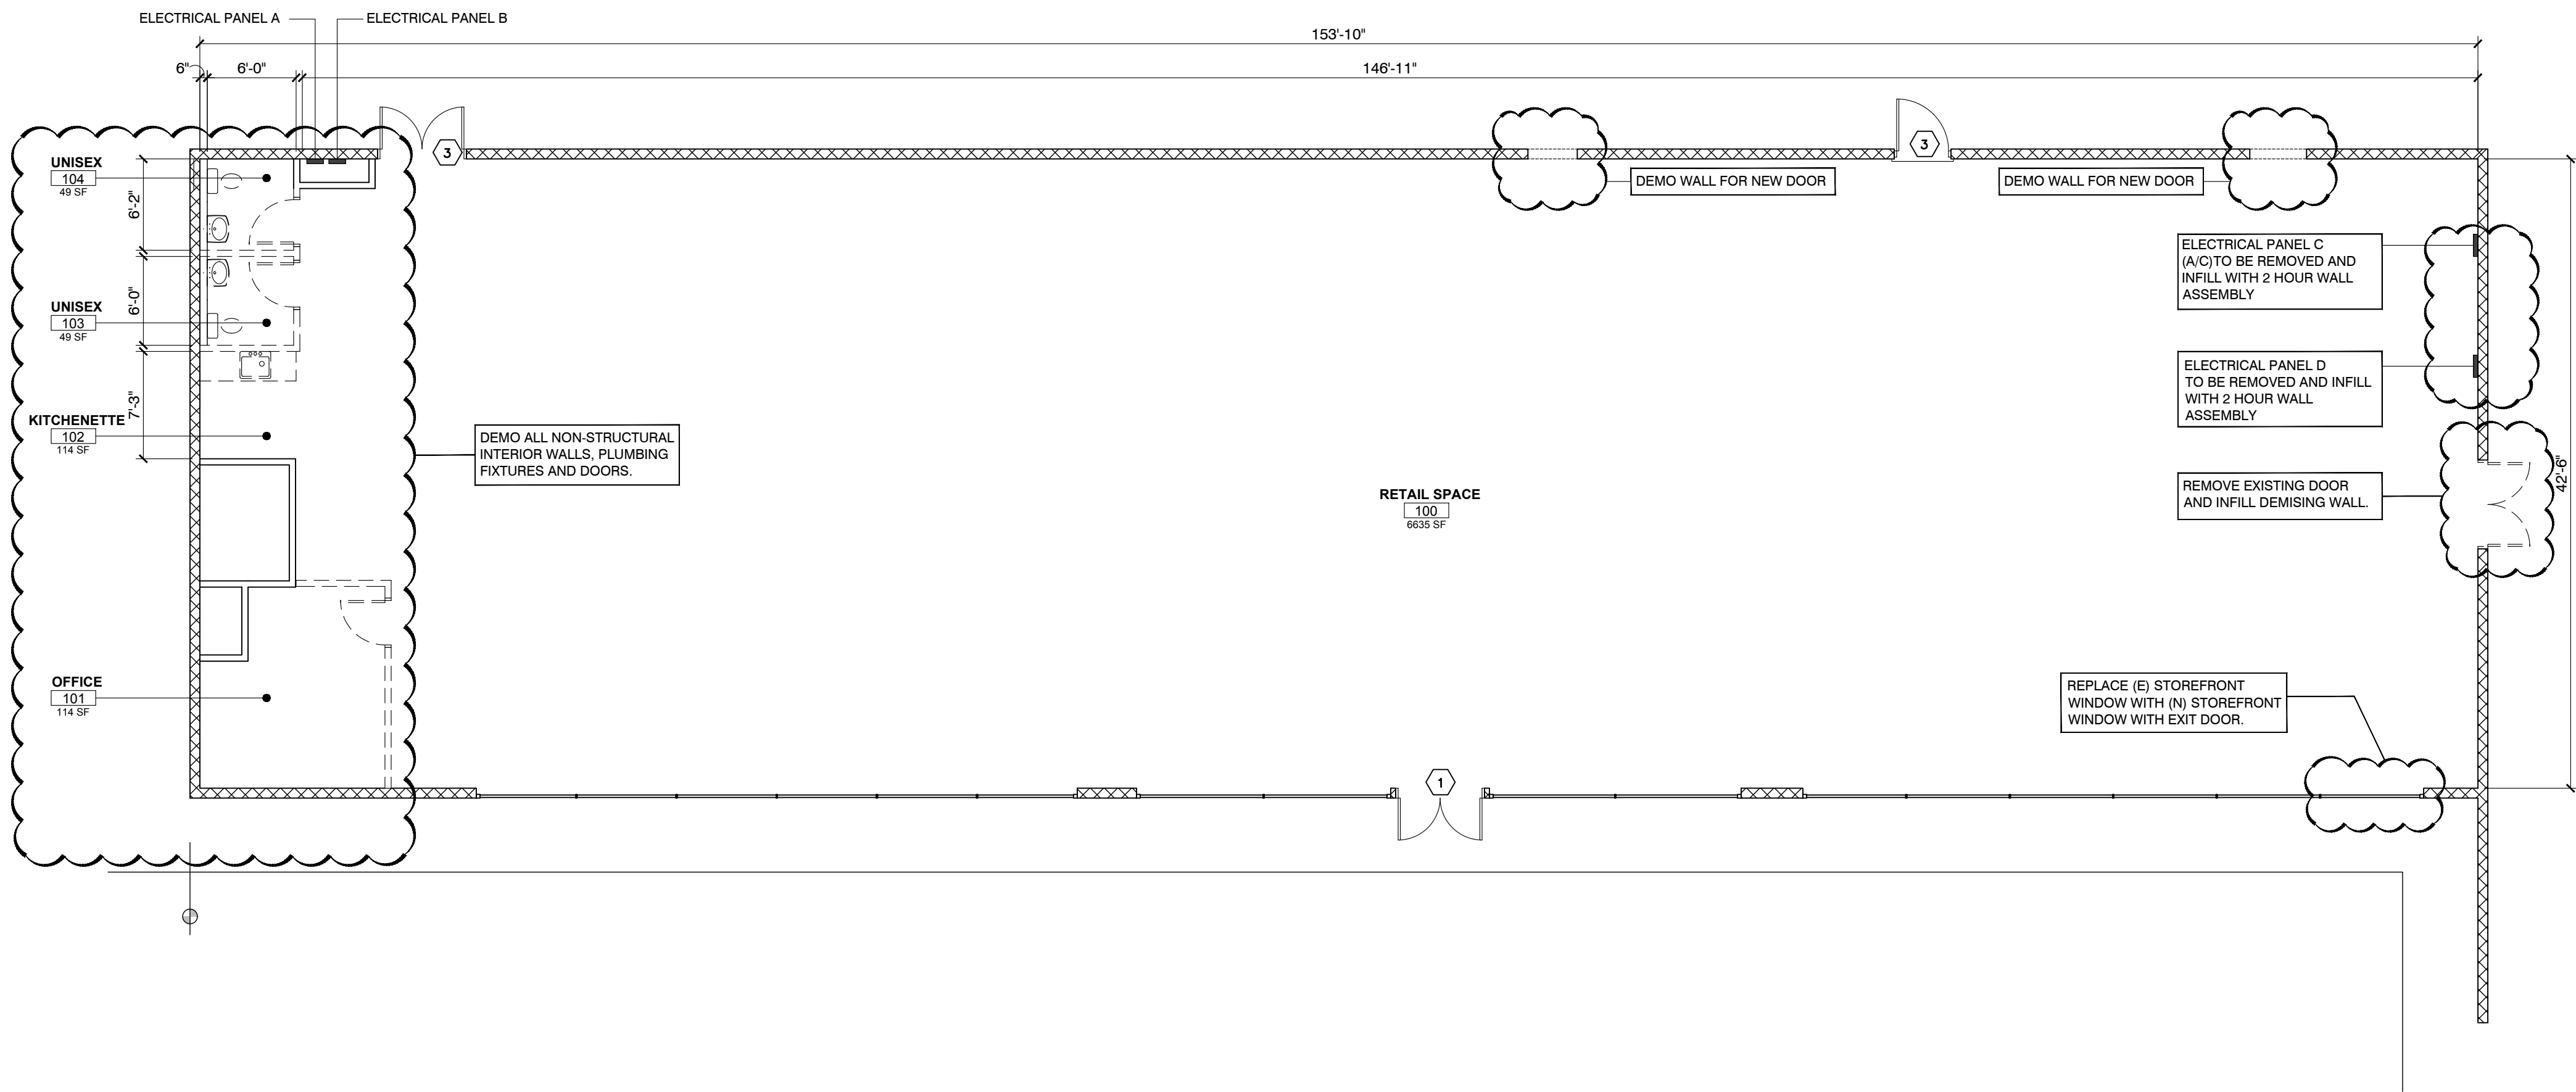 ELECTRICAL PANEL A
ELECTRICAL PANEL B
153'-10"
6"
6'-0"
146'-11"
3
3
UNISEX
104
49 SF
6'-2"
DEMO WALL FOR NEW DOOR
DEMO WALL FOR NEW DOOR
ELECTRICAL PANEL C
(A/C)TO BE REMOVED AND
INFILL WITH 2 HOUR WALL
ASSEMBLY
UNISEX
103
49 SF
6'-0"
ELECTRICAL PANEL D
TO BE REMOVED AND INFILL
WITH 2 HOUR WALL
ASSEMBLY
KITCHENETTE
102
114 SF
7'-3"
DEMO ALL NON-STRUCTURAL
INTERIOR WALLS, PLUMBING
FIXTURES AND DOORS.
RETAIL SPACE
100
6635 SF
REMOVE EXISTING DOOR
AND INFILL DEMISING WALL.
42'-6"
OFFICE
101
114 SF
REPLACE (E) STOREFRONT
WINDOW WITH (N) STOREFRONT
WINDOW WITH EXIT DOOR.
1